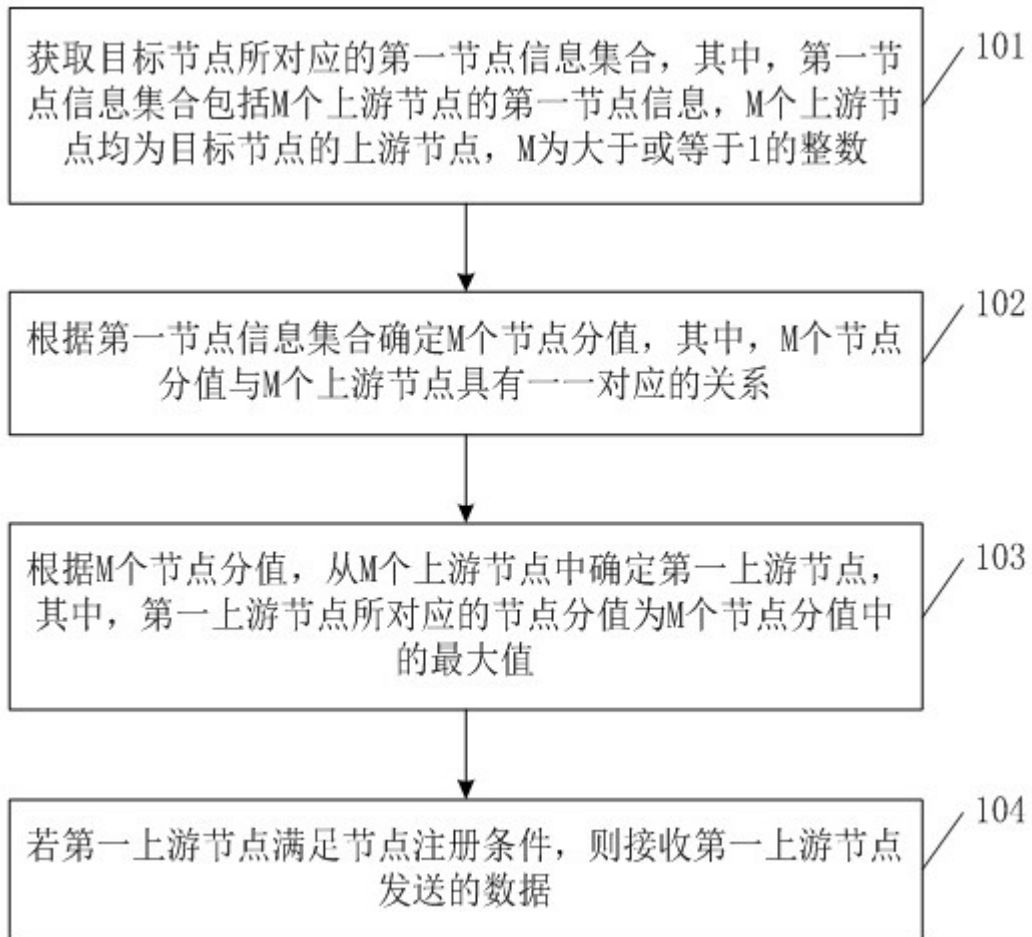 获取目标节点所对应的第一节点信息集合，其中，第一节
点信息集合包括M个上游节点的第一节点信息，M个上游节
点均为目标节点的上游节点，M为大于或等于1的整数
101
根据第一节点信息集合确定M个节点分值，其中，M个节点
分值与M个上游节点具有一一对应的关系
102
根据M个节点分值，从M个上游节点中确定第一上游节点，
其中，第一上游节点所对应的节点分值为M个节点分值中
的最大值
103
若第一上游节点满足节点注册条件，则接收第一上游节点
发送的数据
104